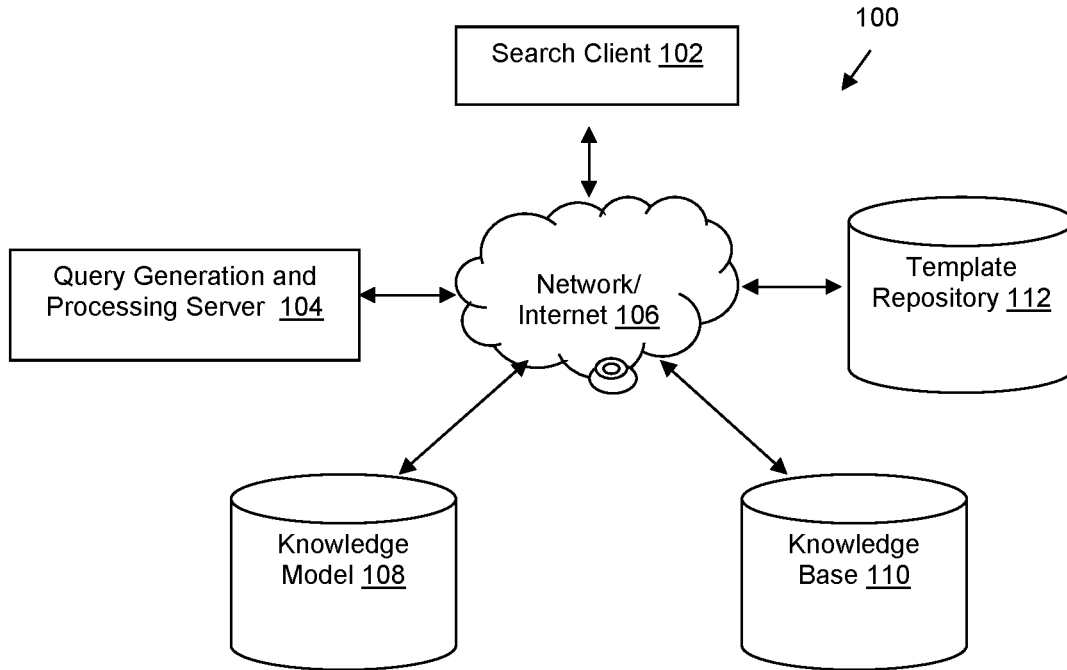 100
Search Client 102
Query Generation and
Processing Server 104
Network/
Internet 106
Template
Repository 112
Knowledge
Model 108
Knowledge
Base 110